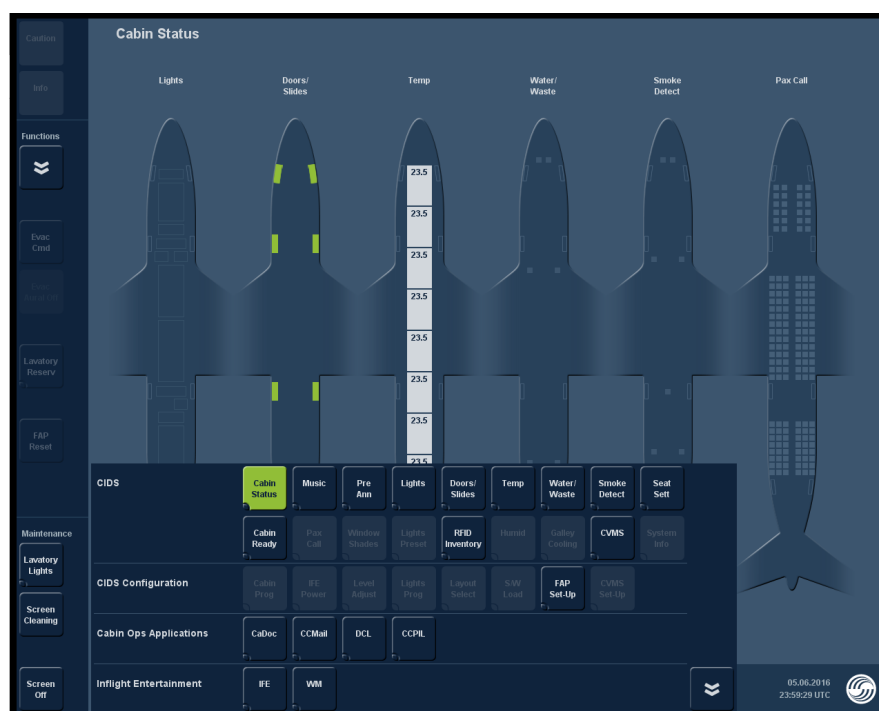 Caution
Cabin Status
Info
Lights
Doors/
Slides
Temp
Water/
Waste
Smoke
Detect
Pax Call
Functions
Evac
Cmd
Lavatory
Reserv
FAP
Reset
23.5
23.5
23.5
23.5
23.5
23.5
23.5
23.5
CIDS
Cabin
Status
Music
Pre
Ann
Lights
Doors/
Slides
Temp
Water/
Waste
Smoke
Detect
Seat
Sett
Cabin
Ready
Pax
Call
Window
Shades
Lights
Preset
RFID
Inventory
Humid
Galley
Cooling
CVMS
System
Info
Maintenance
Lavatory
Lights
Screen
Cleaning
Screen
Off
CIDS Configuration
Cabin
Prog
IFE
Power
Level
Adjust
Lights
Prog
Layout
Select
S/W
Load
FAP
Set-Up
CVMS
Set-Up
Cabin Ops Applications
CaDoc
CCMail
DCL
CCPIL
Inflight Entertainment
IFE
WM
05.06.2016
23:59:29 UTC